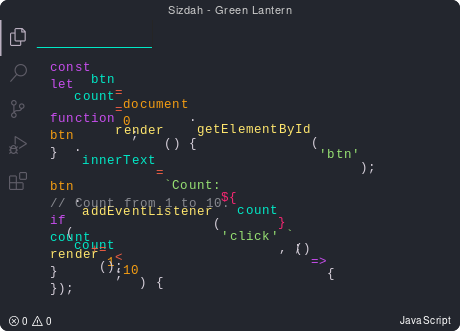 Sizdah - Green Lantern
const btn = document.getElementById('btn');
let count = 0;
function render() {
btn.innerText = `Count: ${count}`;
}
btn.addEventListener('click', () => {
// Count from 1 to 10.
if (count < 10) {
count += 1;
render();
}
});
0 0 JavaScript